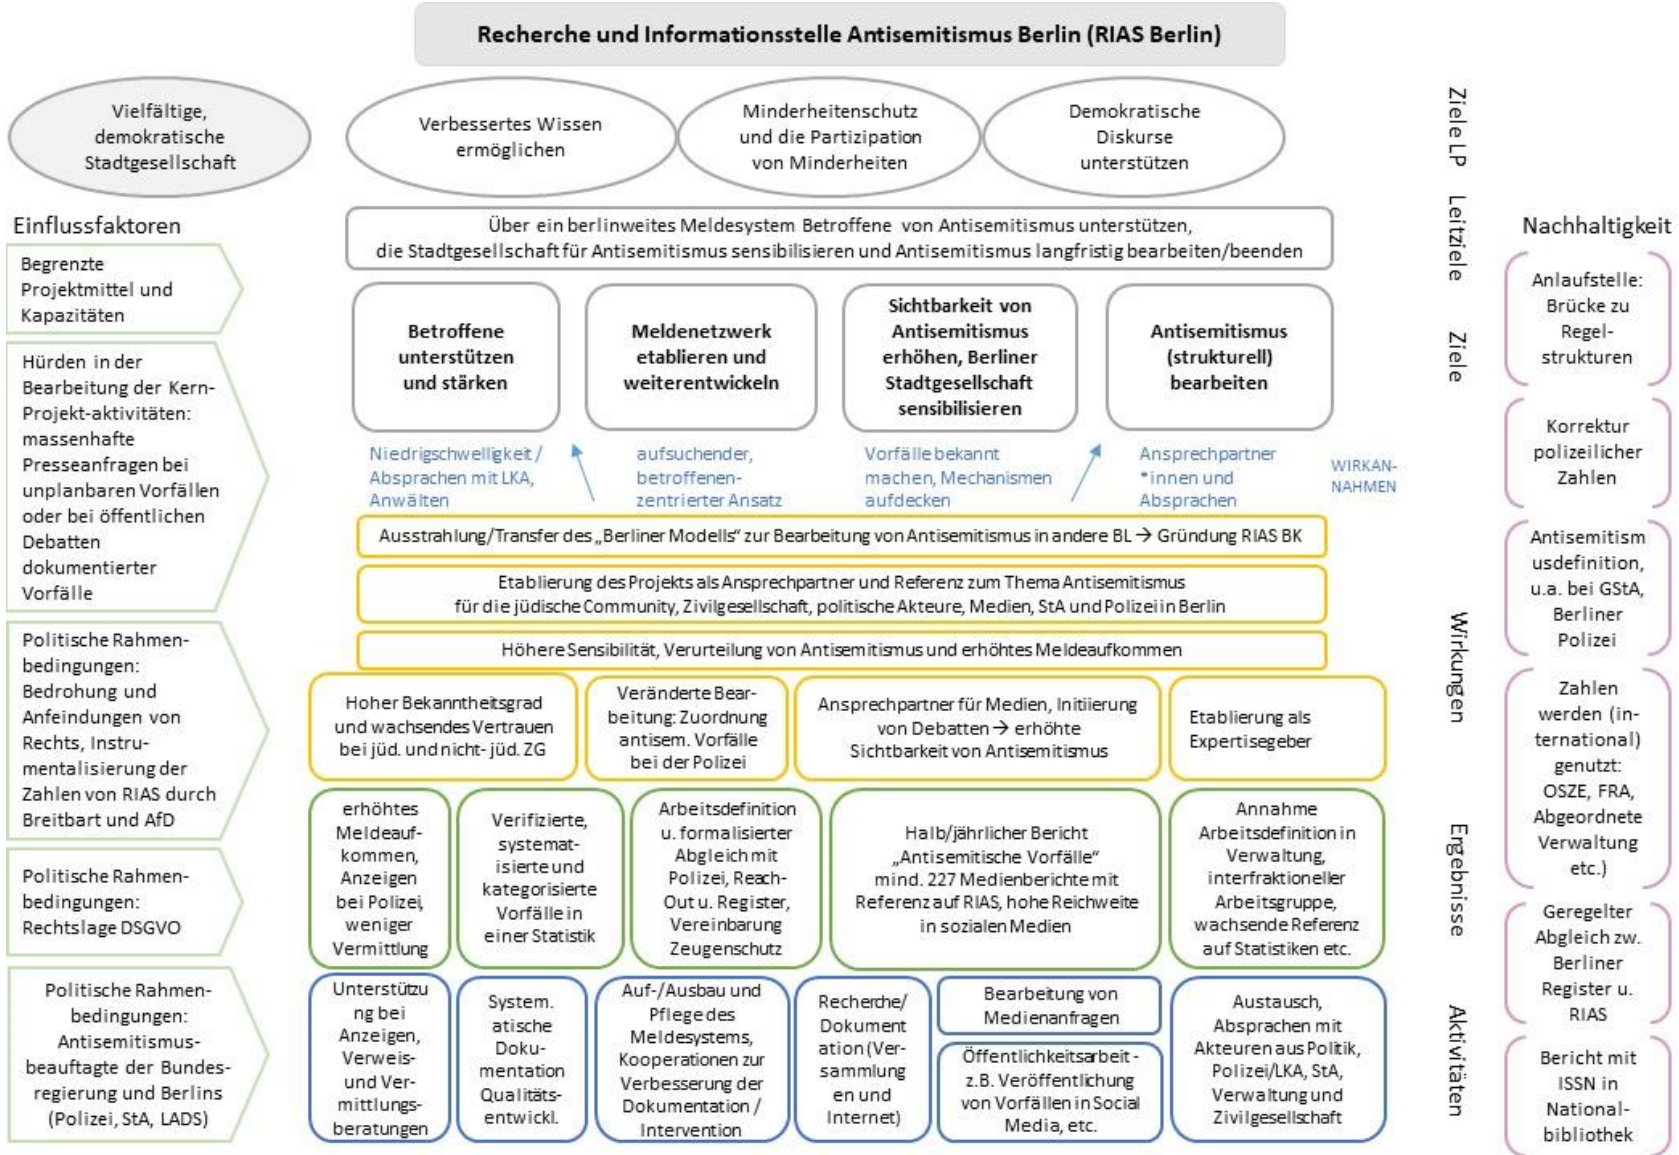 Recherche und Informationsstelle Antisemitismus Berlin (RIAS Berlin)
Vielfältige,
demokratische
Stadtgesellschaft
Verbessertes Wissen
ermöglichen
Minderheitenschutz
und die Partizipation
von Minderheiten
Demokratische
Diskurse
unterstützen
Ziele LP
Einflussfaktoren
Begrenzte
Projektmittel und
Kapazitäten
Hürden in der
Bearbeitung der Kern-
Projekt-aktivitäten:
massenhafte
Presseanfragen bei
unplanbaren Vorfällen
oder bei öffentlichen
Debatten
dokumentierter
Vorfälle
Politische Rahmen-
bedingungen:
Bedrohung und
Anfeindungen von
Rechts, Instru-
mentalisierung der
Zahlen von RIAS durch
Breitbart und AfD
Politische Rahmen-
bedingungen:
Rechtslage DSGVO
Politische Rahmen-
bedingungen:
Antisemitismus-
beauftagte der Bundes-
regierung und Berlins
(Polizei, StA, LADS)
Über ein berlinweites Meldesystem Betroffene von Antisemitismus unterstützen,
die Stadtgesellschaft für Antisemitismus sensibilisieren und Antisemitismus langfristig bearbeiten/beenden
Leitziele
Betroffene
unterstützen
und stärken
Meldenetzwerk
etablieren und
weiterentwickeln
Sichtbarkeit von
Antisemitismus
erhöhen, Berliner
Stadtgesellschaft
sensibilisieren
Antisemitismus
(strukturell)
bearbeiten
Ziele
Niedrigschwelligkeit /
Absprachen mit LKA,
Anwälten
aufsuchender,
betroffenen-
zentrierter Ansatz
Vorfälle bekannt
machen, Mechanismen
aufdecken
Ansprechpartner
*innen und
Absprachen
WIRKAN-
NAHMEN
Ausstrahlung/Transfer des „Berliner Modells“ zur Bearbeitung von Antisemitismus in andere BL → Gründung RIAS BK
Etablierung des Projekts als Ansprechpartner und Referenz zum Thema Antisemitismus
für die jüdische Community, Zivilgesellschaft, politische Akteure, Medien, StA und Polizei in Berlin
Höhere Sensibilität, Verurteilung von Antisemitismus und erhöhtes Meldeaufkommen
Hoher Bekanntheitsgrad
und wachsendes Vertrauen
bei jüd. und nicht- jüd. ZG
Veränderte Bear-
beitung: Zuordnung
antisem. Vorfälle
bei der Polizei
Ansprechpartner für Medien, Initiierung
von Debatten → erhöhte
Sichtbarkeit von Antisemitismus
Etablierung als
Expertisegeber
Wirkungen
erhöhtes
Meldeauf-
kommen,
Anzeigen
bei Polizei,
weniger
Vermittlung
Verifizierte,
systemat-
isierte und
kategorisierte
Vorfälle in
einer Statistik
Arbeitsdefinition
u. formalisierter
Abgleich mit
Polizei, Reach-
Out u. Register,
Vereinbarung
Zeugenschutz
Halb/jährlicher Bericht
„Antisemitische Vorfälle“
mind. 227 Medienberichte mit
Referenz auf RIAS, hohe Reichweite
in sozialen Medien
Annahme
Arbeitsdefinition in
Verwaltung,
interfraktioneller
Arbeitsgruppe,
wachsende Referenz
auf Statistiken etc.
Ergebnisse
Unterstützu
ng bei
Anzeigen,
Verweis-
und Ver-
mittlungs-
beratungen
System.
atische
Doku-
mentation
Qualitäts-
entwickl.
Auf-/Ausbau und
Pflege des
Meldesystems,
Kooperationen zur
Verbesserung der
Dokumentation /
Intervention
Recherche/
Dokument
ation (Ver-
sammlung
en und
Internet)
Bearbeitung von
Medienanfragen
Öffentlichkeitsarbeit -
z.B. Veröffentlichung
von Vorfällen in Social
Media, etc.
Austausch,
Absprachen mit
Akteuren aus Politik,
Polizei/LKA, StA,
Verwaltung und
Zivilgesellschaft
Aktivitäten
Nachhaltigkeit
Anlaufstelle:
Brücke zu
Regel-
strukturen
Korrektur
polizeilicher
Zahlen
Antisemitism
usdefinition,
u.a. bei GStA,
Berliner
Polizei
Zahlen
werden (in-
ternational)
genutzt:
OSZE, FRA,
Abgeordnete
Verwaltung
etc.)
Geregelter
Abgleich zw.
Berliner
Register u.
RIAS
Bericht mit
ISSN in
National-
bibliothek